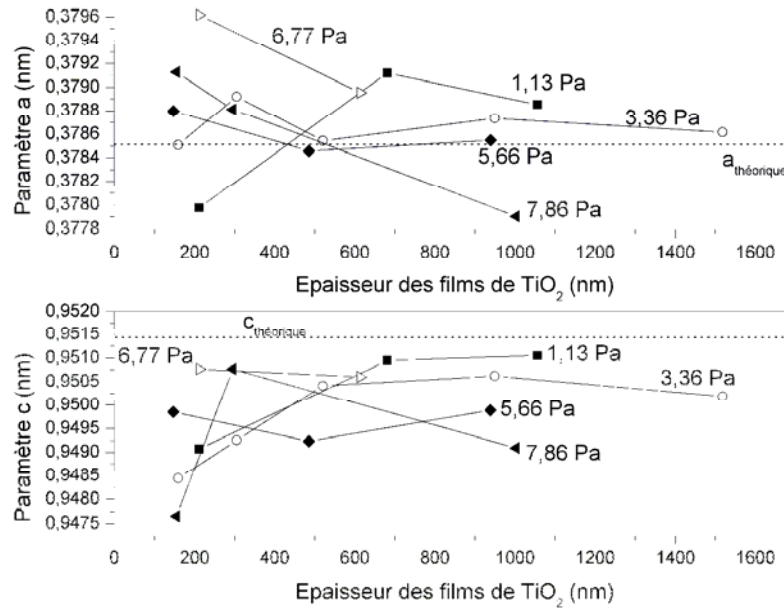 0,3796
0,3794
0,3792
0,3790
0,3788
0,3786
0,3784
0,3782
0,3780
0,3778
Paramètre a (nm)
6,77 Pa
1,13 Pa
3,36 Pa
5,66 Pa
a théorique
7,86 Pa
0 200 400 600 800 1000 1200 1400 1600
Epaisseur des films de TiO2 (nm)
0,9520
0,9515
0,9510
0,9505
0,9500
0,9495
0,9490
0,9485
0,9480
0,9475
Paramètre c (nm)
c théorique
6,77 Pa
1,13 Pa
3,36 Pa
5,66 Pa
7,86 Pa
0 200 400 600 800 1000 1200 1400 1600
Epaisseur des films de TiO2 (nm)